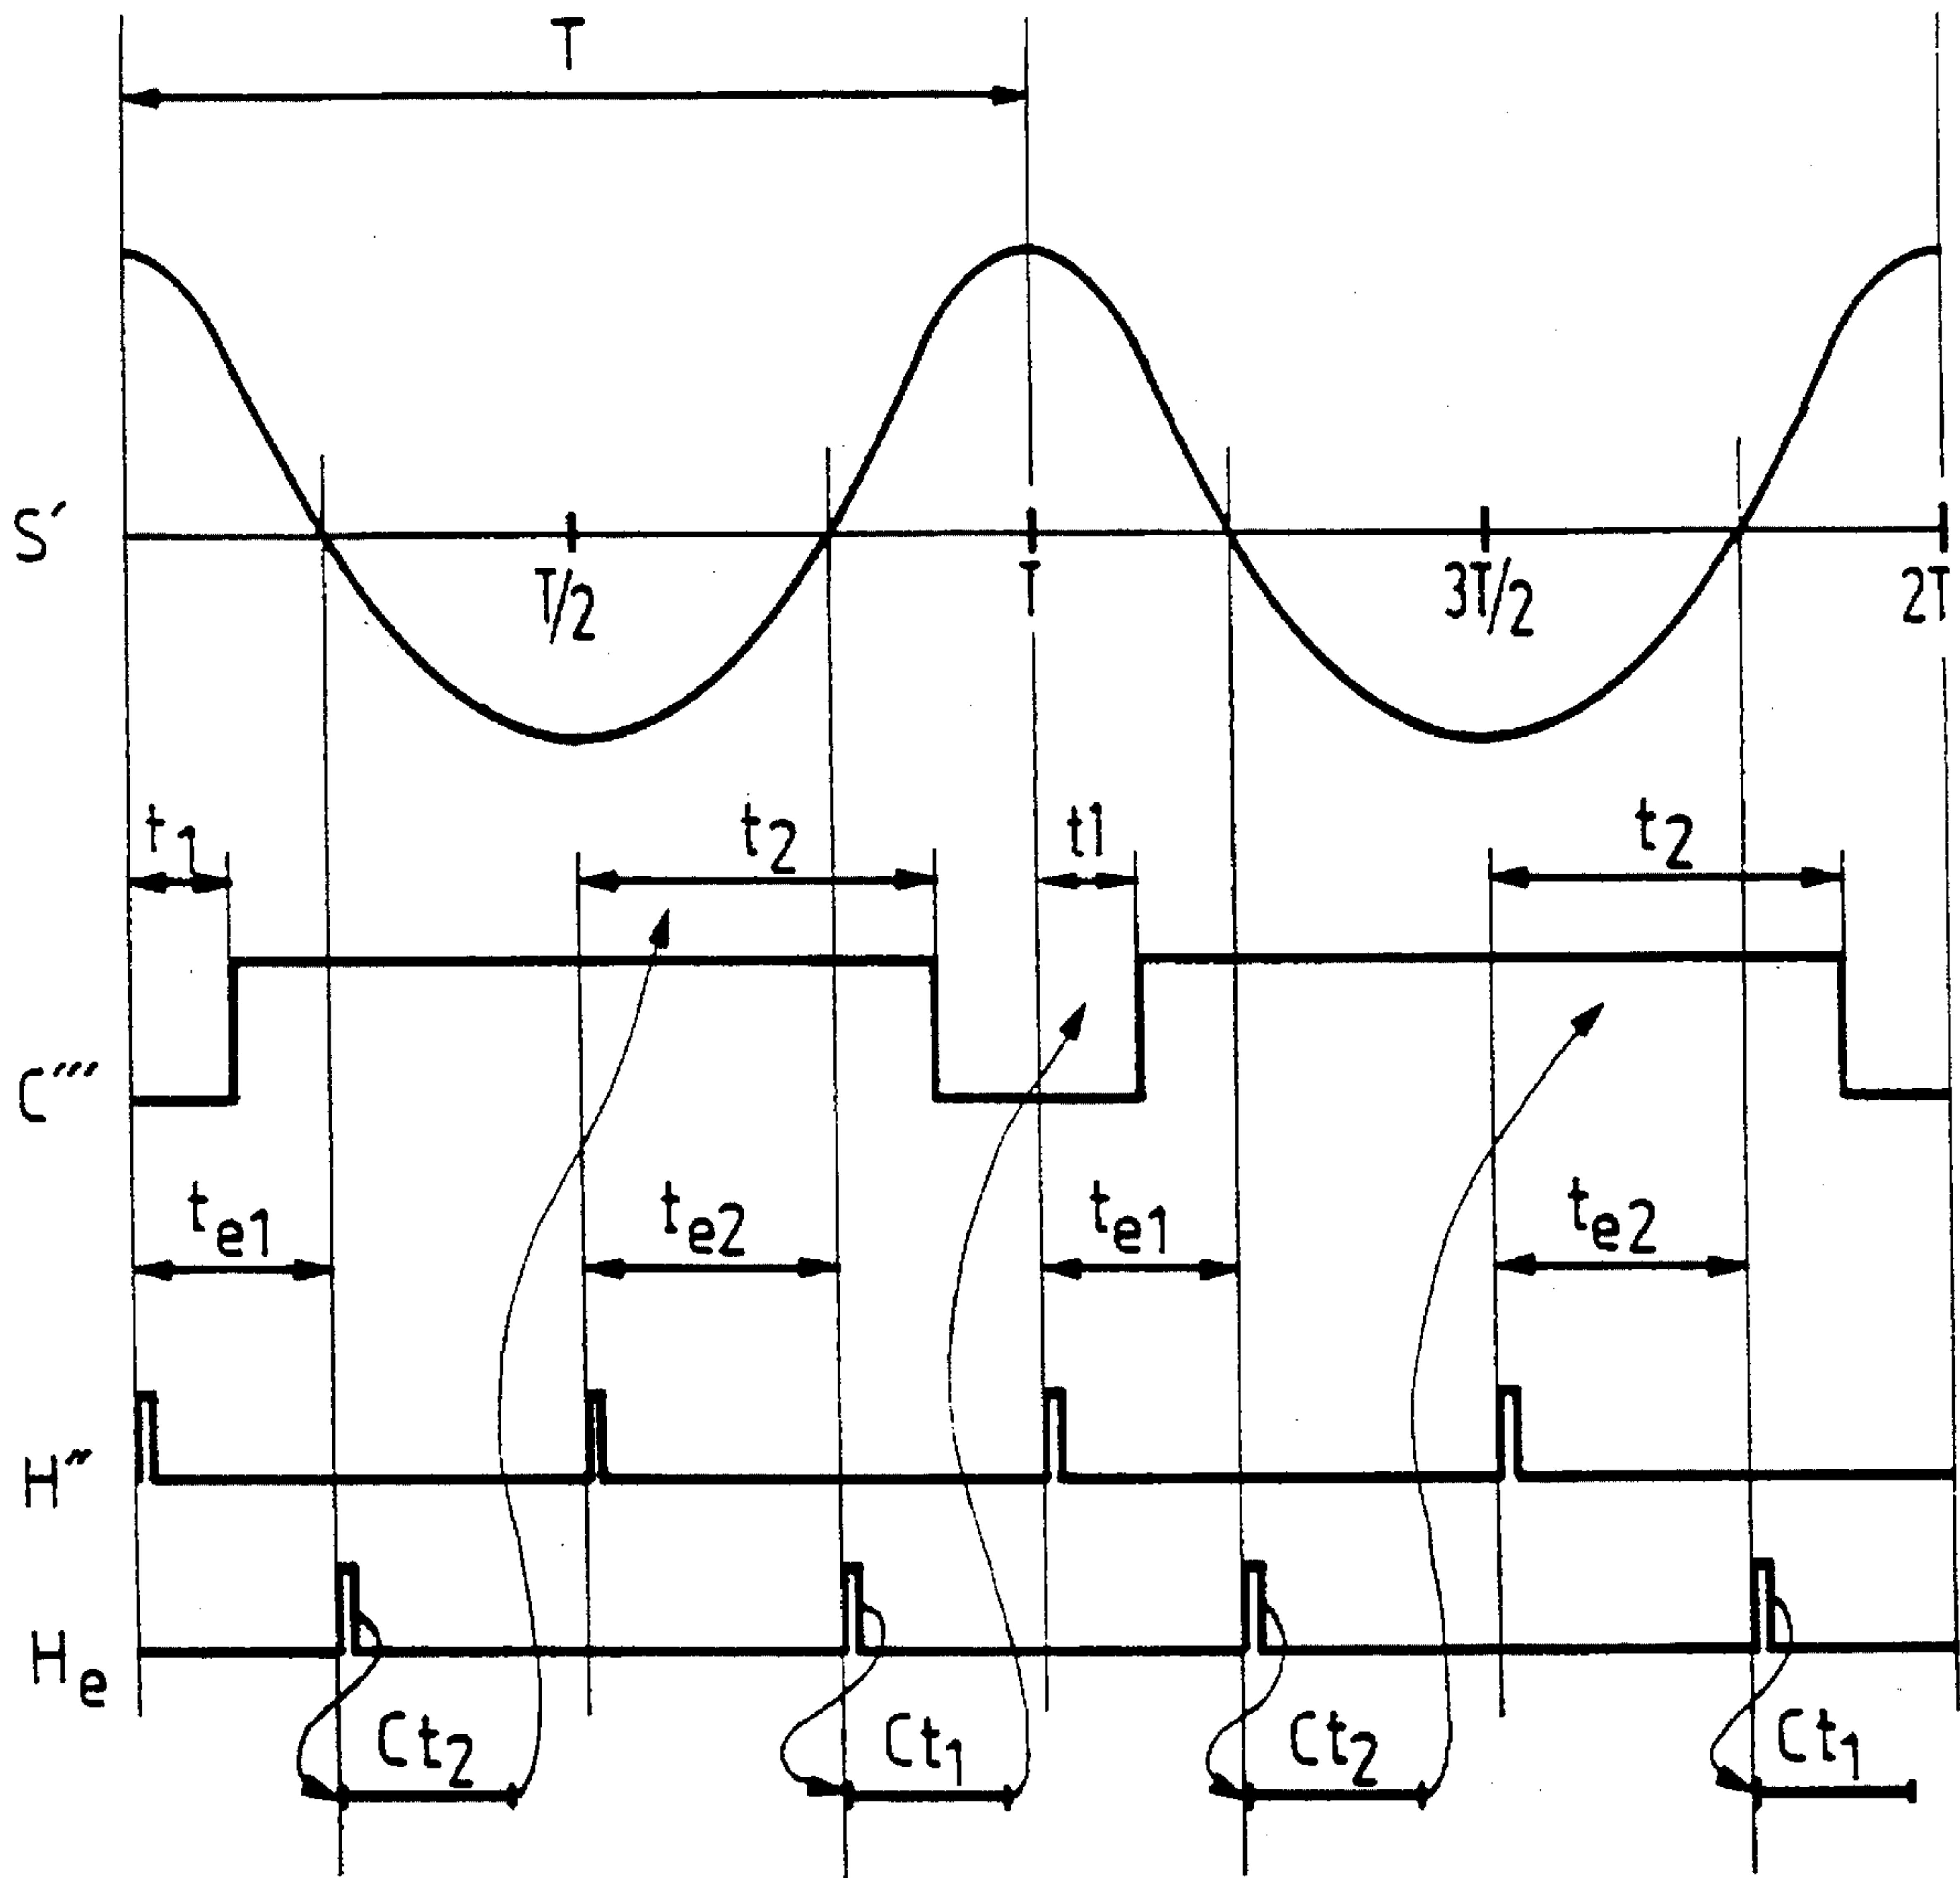 T
S′
T/2
T
3T/2
2T
t₁
t₂
t1
t₂
C‴
tₑ₁
tₑ₂
tₑ₁
tₑ₂
H‴
Hₑ
Ct₂
Ct₁
Ct₂
Ct₁